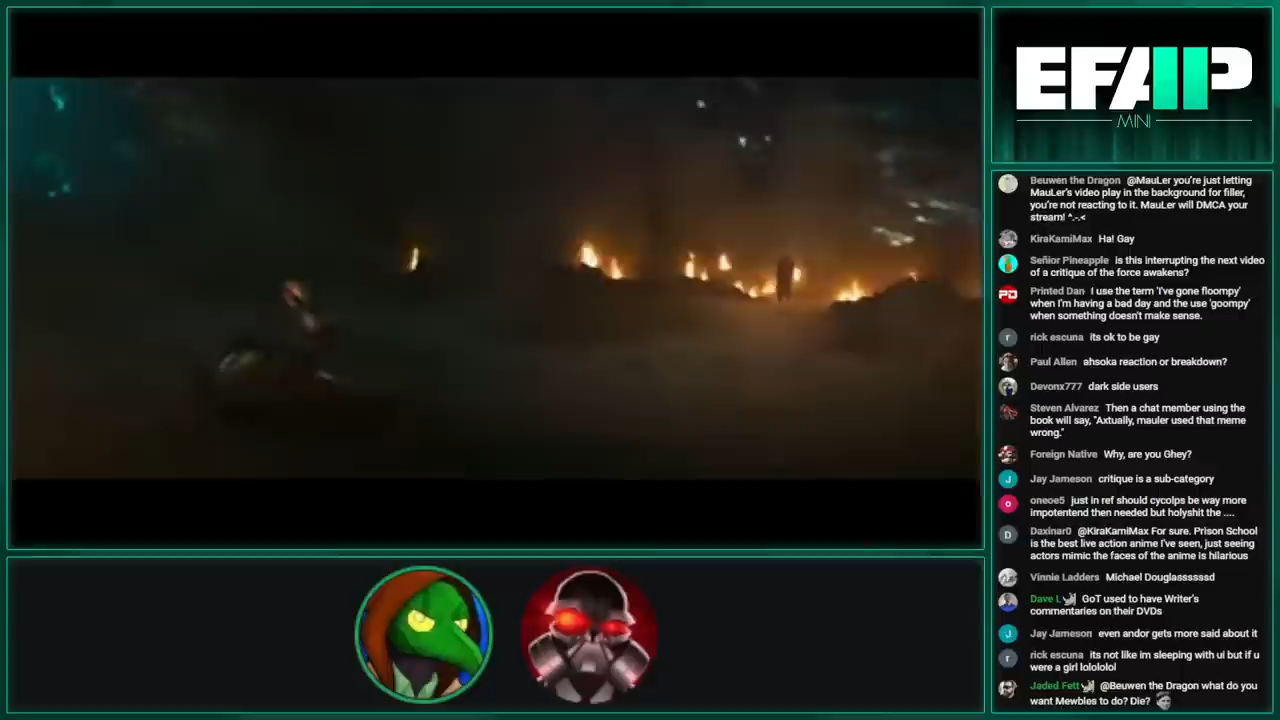 EFAP
MINI
Beuwen the Dragon @MauLer you're just letting
MauLer's video play in the background for filler,
you're not reacting to it. MauLer will DMCA your
stream! ^.-.<
KiraKamiMax Ha! Gay
Señior Pineapple is this interrupting the next video
of a critique of the force awakens?
PD
Printed Dan I use the term 'I've gone floompy'
when I'm having a bad day and the use 'goompy'
when something doesn't make sense.
r
rick escuna its ok to be gay
Paul Allen ahsoka reaction or breakdown?
Devonx777 dark side users
Steven Alvarez Then a chat member using the
book will say, "Axtually, mauler used that meme
wrong."
Foreign Native Why, are you Ghey?
J
Jay Jameson critique is a sub-category
o
oneoe5 just in ref should cycolps be way more
impotentend then needed but holyshit the ....
D
Daxinar0 @KiraKamiMax For sure. Prison School
is the best live action anime I've seen, just seeing
actors mimic the faces of the anime is hilarious
Vinnie Ladders Michael Douglasssssd
Dave L GoT used to have Writer's
commentaries on their DVDs
J
Jay Jameson even andor gets more said about it
r
rick escuna its not like im sleeping with ui but if u
were a girl lolololol
Jaded Fett @Beuwen the Dragon what do you
want Mewbles to do? Die?